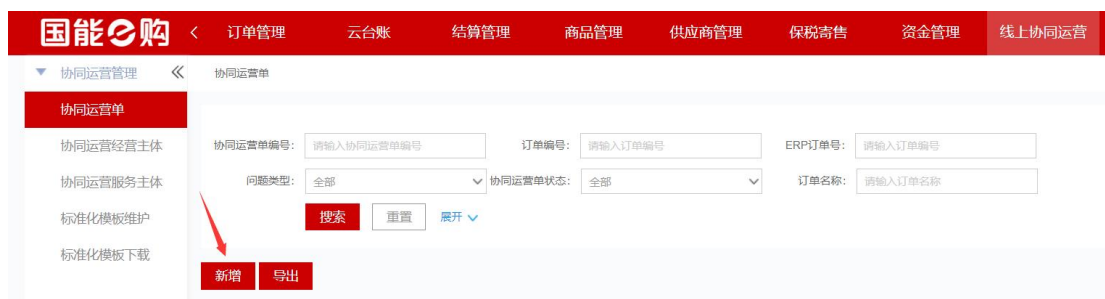 国能e购 < 订单管理 云台账 结算管理 商品管理 供应商管理 保税寄售 资金管理 线上协同运营
协同运营管理 协同运营单
协同运营单
协同运营经营主体 协同运营单编号: 请输入协同运营单编号 订单编号: 请输入订单编号 ERP订单号: 请输入订单编号
协同运营服务主体 问题类型: 全部 协同运营单状态: 全部 订单名称: 请输入订单名称
标准化模板维护 搜索 重置 展开
标准化模板下载
新增 导出